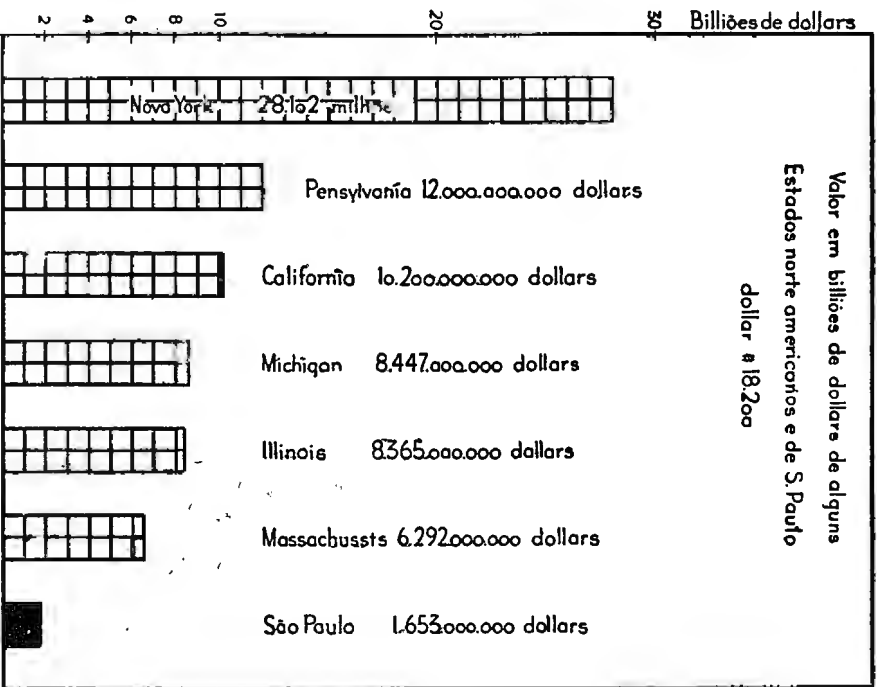 2 4 6 8 10 20 30 Billiões de dollars
Valor em billiões de dollars de alguns
Estados norte americanos e de S. Paulo
dollar # 18.200
Nova York 28.162
Pensylvania 12.000.000.000 dollars
California 10.200.000.000 dollars
Michigan 8.447.000.000 dollars
Illinois 8.365.000.000 dollars
Massachussts 6.292.000.000 dollars
São Paulo 1.653.000.000 dollars